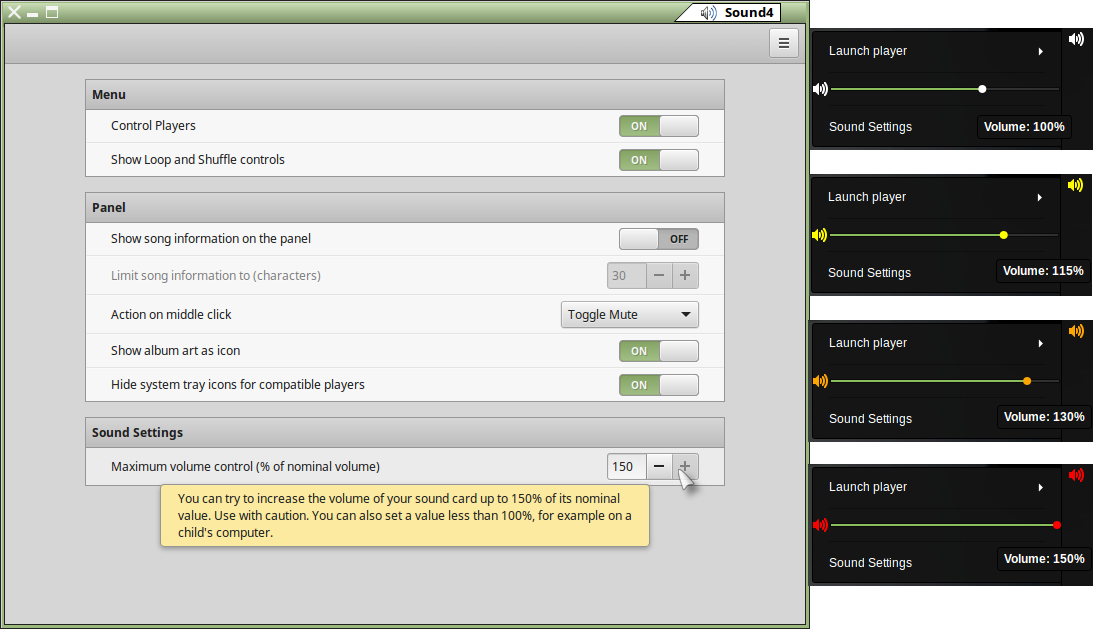 Sound4
Menu
Control Players
ON
Show Loop and Shuffle controls
ON
Panel
Show song information on the panel
OFF
Limit song information to (characters)
30
Action on middle click
Toggle Mute
Show album art as icon
ON
Hide system tray icons for compatible players
ON
Sound Settings
Maximum volume control (% of nominal volume)
150
You can try to increase the volume of your sound card up to 150% of its nominal
value. Use with caution. You can also set a value less than 100%, for example on a
child's computer.
Launch player
Sound Settings
Volume: 100%
Launch player
Sound Settings
Volume: 115%
Launch player
Sound Settings
Volume: 130%
Launch player
Sound Settings
Volume: 150%